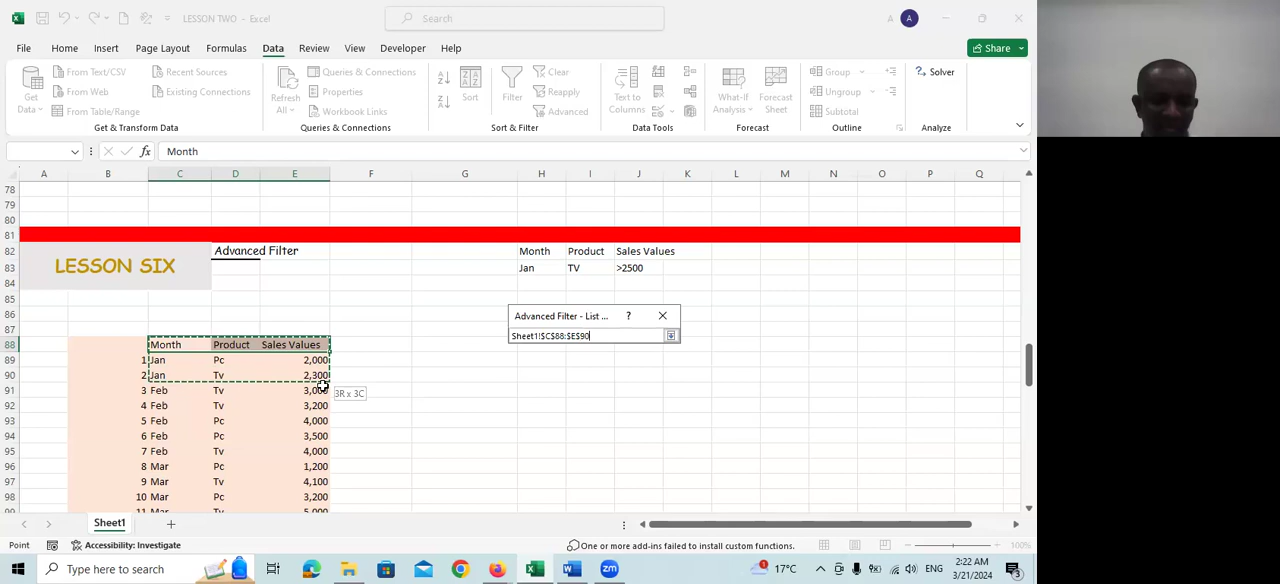 LESSON TWO - Excel
Search
A
A
File Home Insert Page Layout Formulas Data Review View Developer Help
Share
Get Data
From Text/CSV
From Web
From Table/Range
Recent Sources
Existing Connections
Get & Transform Data
Refresh All
Queries & Connections
Properties
Workbook Links
Queries & Connections
Sort
Filter
Clear
Reapply
Advanced
Sort & Filter
Text to Columns
Data Tools
What-If Analysis
Forecast Sheet
Forecast
Group
Ungroup
Subtotal
Outline
Solver
Analyze
fx Month
A B C D E F G H I J K L M N O P Q
78
79
80
81
82 Advanced Filter Month Product Sales Values
83 LESSON SIX Jan TV >2500
84
85
86
87
Advanced Filter - List ... ?
Sheet1!$C$88:$E$90
88 Month Product Sales Values
89 1 Jan Pc 2,000
90 2 Jan Tv 2,300
91 3 Feb Tv 3,000
3R x 3C
92 4 Feb Tv 3,200
93 5 Feb Pc 4,000
94 6 Feb Pc 3,500
95 7 Feb Tv 4,000
96 8 Mar Pc 1,200
97 9 Mar Tv 4,100
98 10 Mar Pc 3,200
99 11 Mar Tv 5,000
Sheet1
Point Accessibility: Investigate One or more add-ins failed to install custom functions. 100%
Type here to search
zm
1
17°C
ENG
2:22 AM
3/21/2024
3